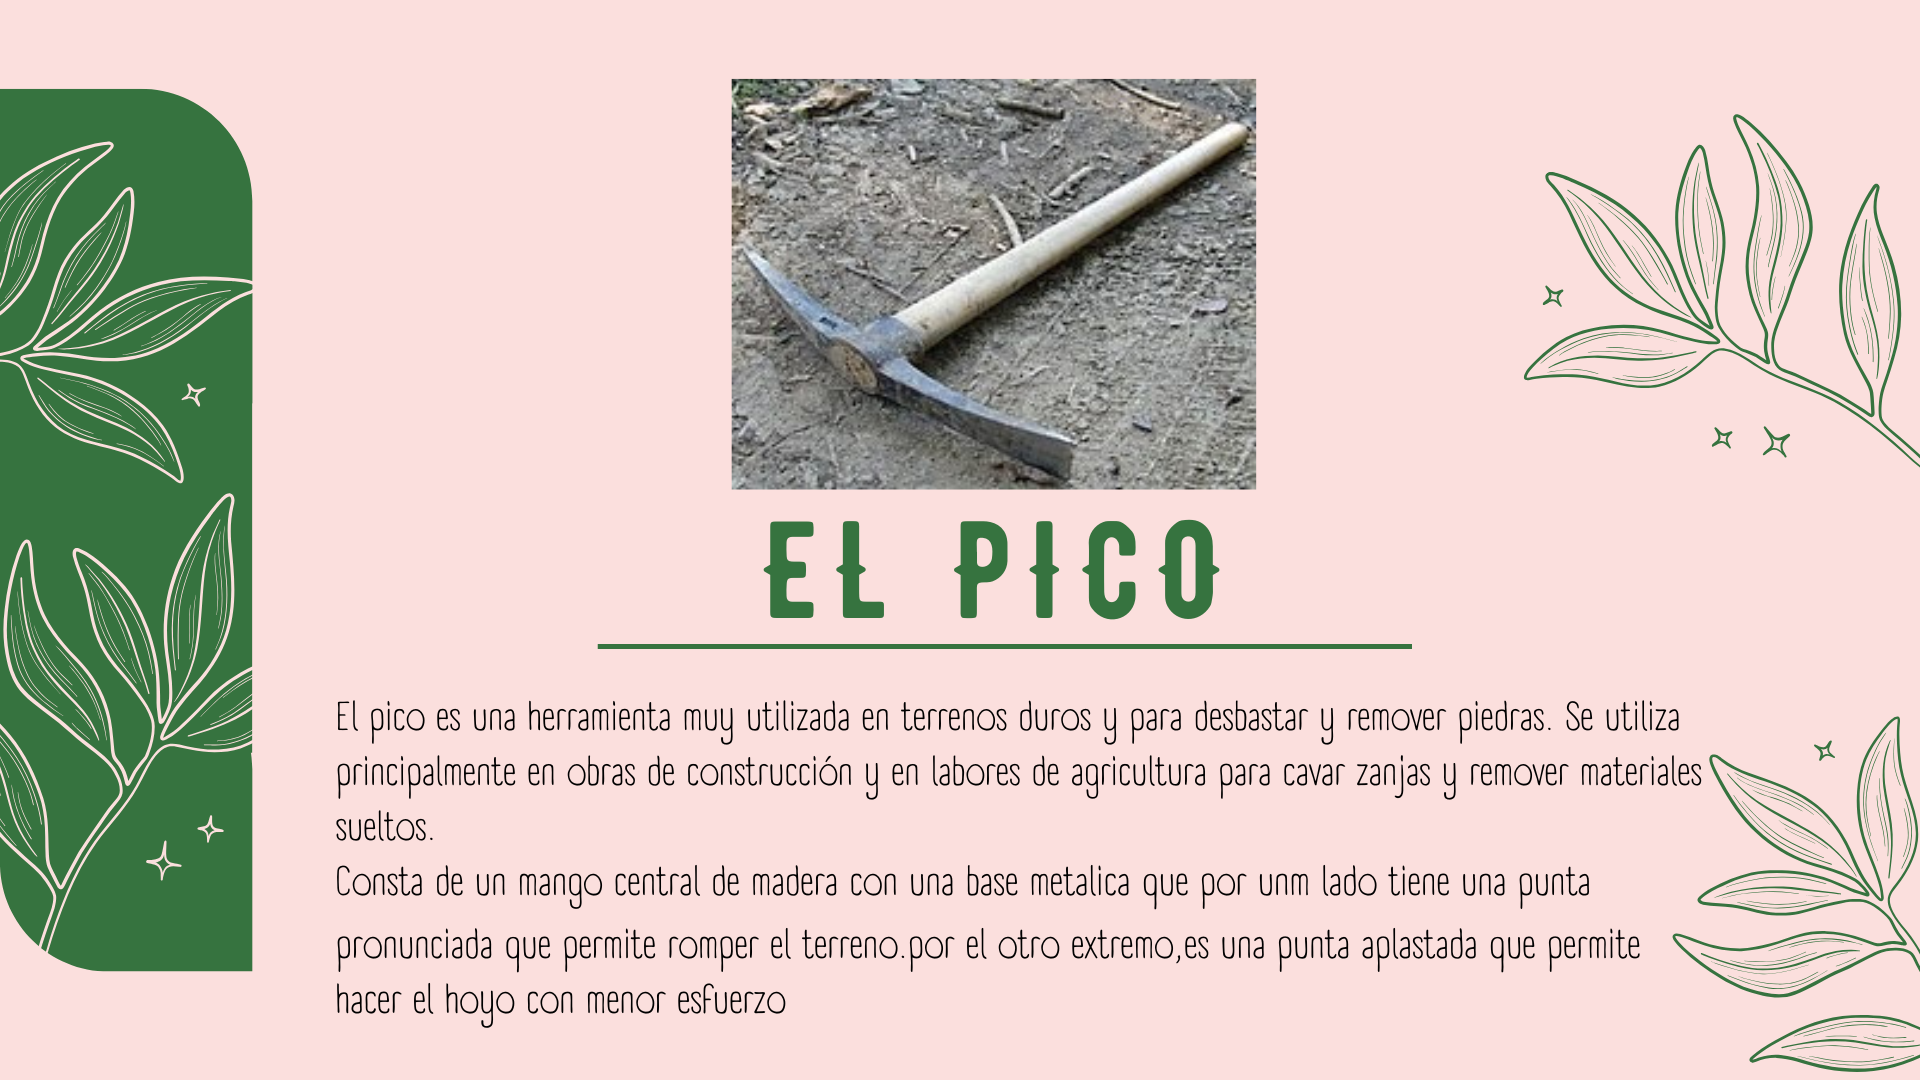 EL PICO
El pico es una herramienta muy utilizada en terrenos duros y para desbastar y remover piedras. Se utiliza
principalmente en obras de construcción y en labores de agricultura para cavar zanjas y remover materiales
sueltos.
Consta de un mango central de madera con una base metalica que por unm lado tiene una punta
pronunciada que permite romper el terreno.por el otro extremo,es una punta aplastada que permite
hacer el hoyo con menor esfuerzo